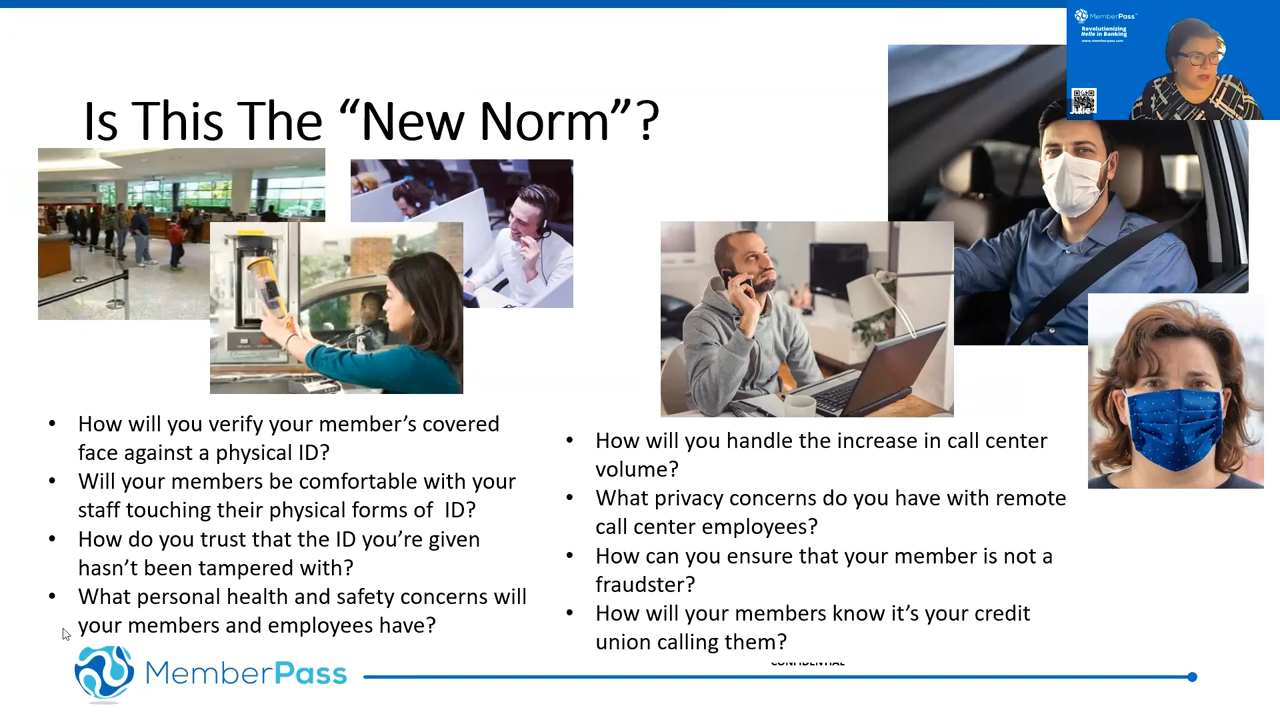 MemberPass
Revolutionizing
Hello in Banking
www.memberpass.com
Is This The “New Norm”?
• How will you verify your member’s covered
face against a physical ID?
• Will your members be comfortable with your
staff touching their physical forms of ID?
• How do you trust that the ID you’re given
hasn’t been tampered with?
• What personal health and safety concerns will
your members and employees have?
• How will you handle the increase in call center
volume?
• What privacy concerns do you have with remote
call center employees?
• How can you ensure that your member is not a
fraudster?
• How will your members know it’s your credit
union calling them?
CONFIDENTIAL
MemberPass